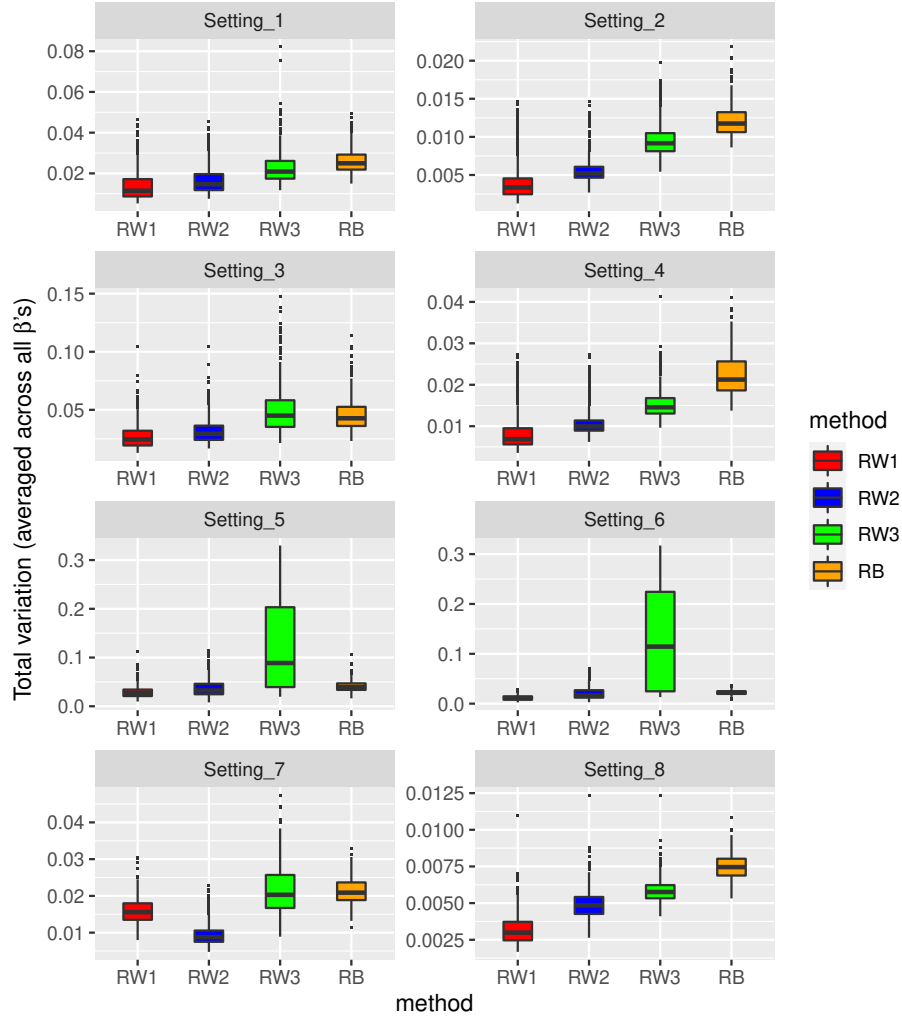 Setting_1
Setting_2
0.08
0.06
0.04
0.02
0.020
0.015
0.010
0.005
RW1 RW2 RW3 RB
RW1 RW2 RW3 RB
Setting_3
Setting_4
0.15
0.10
0.05
0.04
0.03
0.02
0.01
RW1 RW2 RW3 RB
RW1 RW2 RW3 RB
Setting_5
Setting_6
0.3
0.2
0.1
0.0
0.3
0.2
0.1
0.0
RW1 RW2 RW3 RB
RW1 RW2 RW3 RB
Setting_7
Setting_8
0.04
0.03
0.02
0.01
0.0125
0.0100
0.0075
0.0050
0.0025
RW1 RW2 RW3 RB
RW1 RW2 RW3 RB
method
Total variation (averaged across all β's)
method
RW1
RW2
RW3
RB